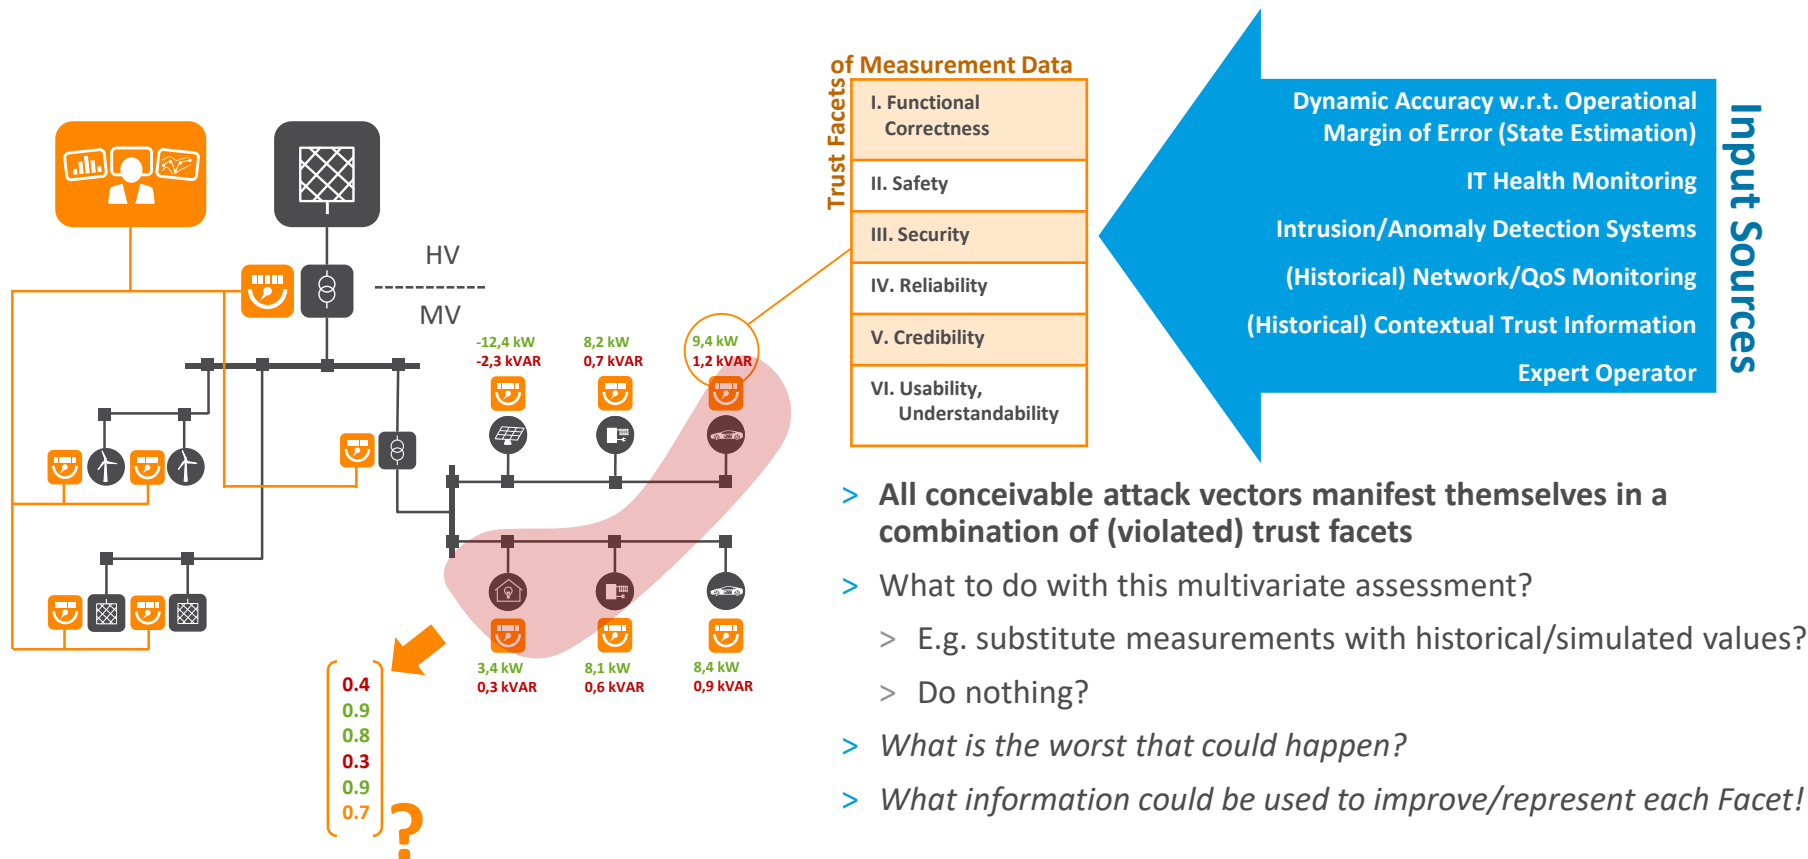 HV
MV
-12,4 kW
-2,3 kVAR
8,2 kW
0,7 kVAR
9,4 kW
1,2 kVAR
3,4 kW
0,3 kVAR
8,1 kW
0,6 kVAR
8,4 kW
0,9 kVAR
0.4
0.9
0.8
0.3
0.9
0.7
?
Trust Facets
of Measurement Data
I. Functional
Correctness
II. Safety
III. Security
IV. Reliability
V. Credibility
VI. Usability,
Understandability
Dynamic Accuracy w.r.t. Operational
Margin of Error (State Estimation)
IT Health Monitoring
Intrusion/Anomaly Detection Systems
(Historical) Network/QoS Monitoring
(Historical) Contextual Trust Information
Expert Operator
Input Sources
> All conceivable attack vectors manifest themselves in a
combination of (violated) trust facets
> What to do with this multivariate assessment?
> E.g. substitute measurements with historical/simulated values?
> Do nothing?
> What is the worst that could happen?
> What information could be used to improve/represent each Facet!